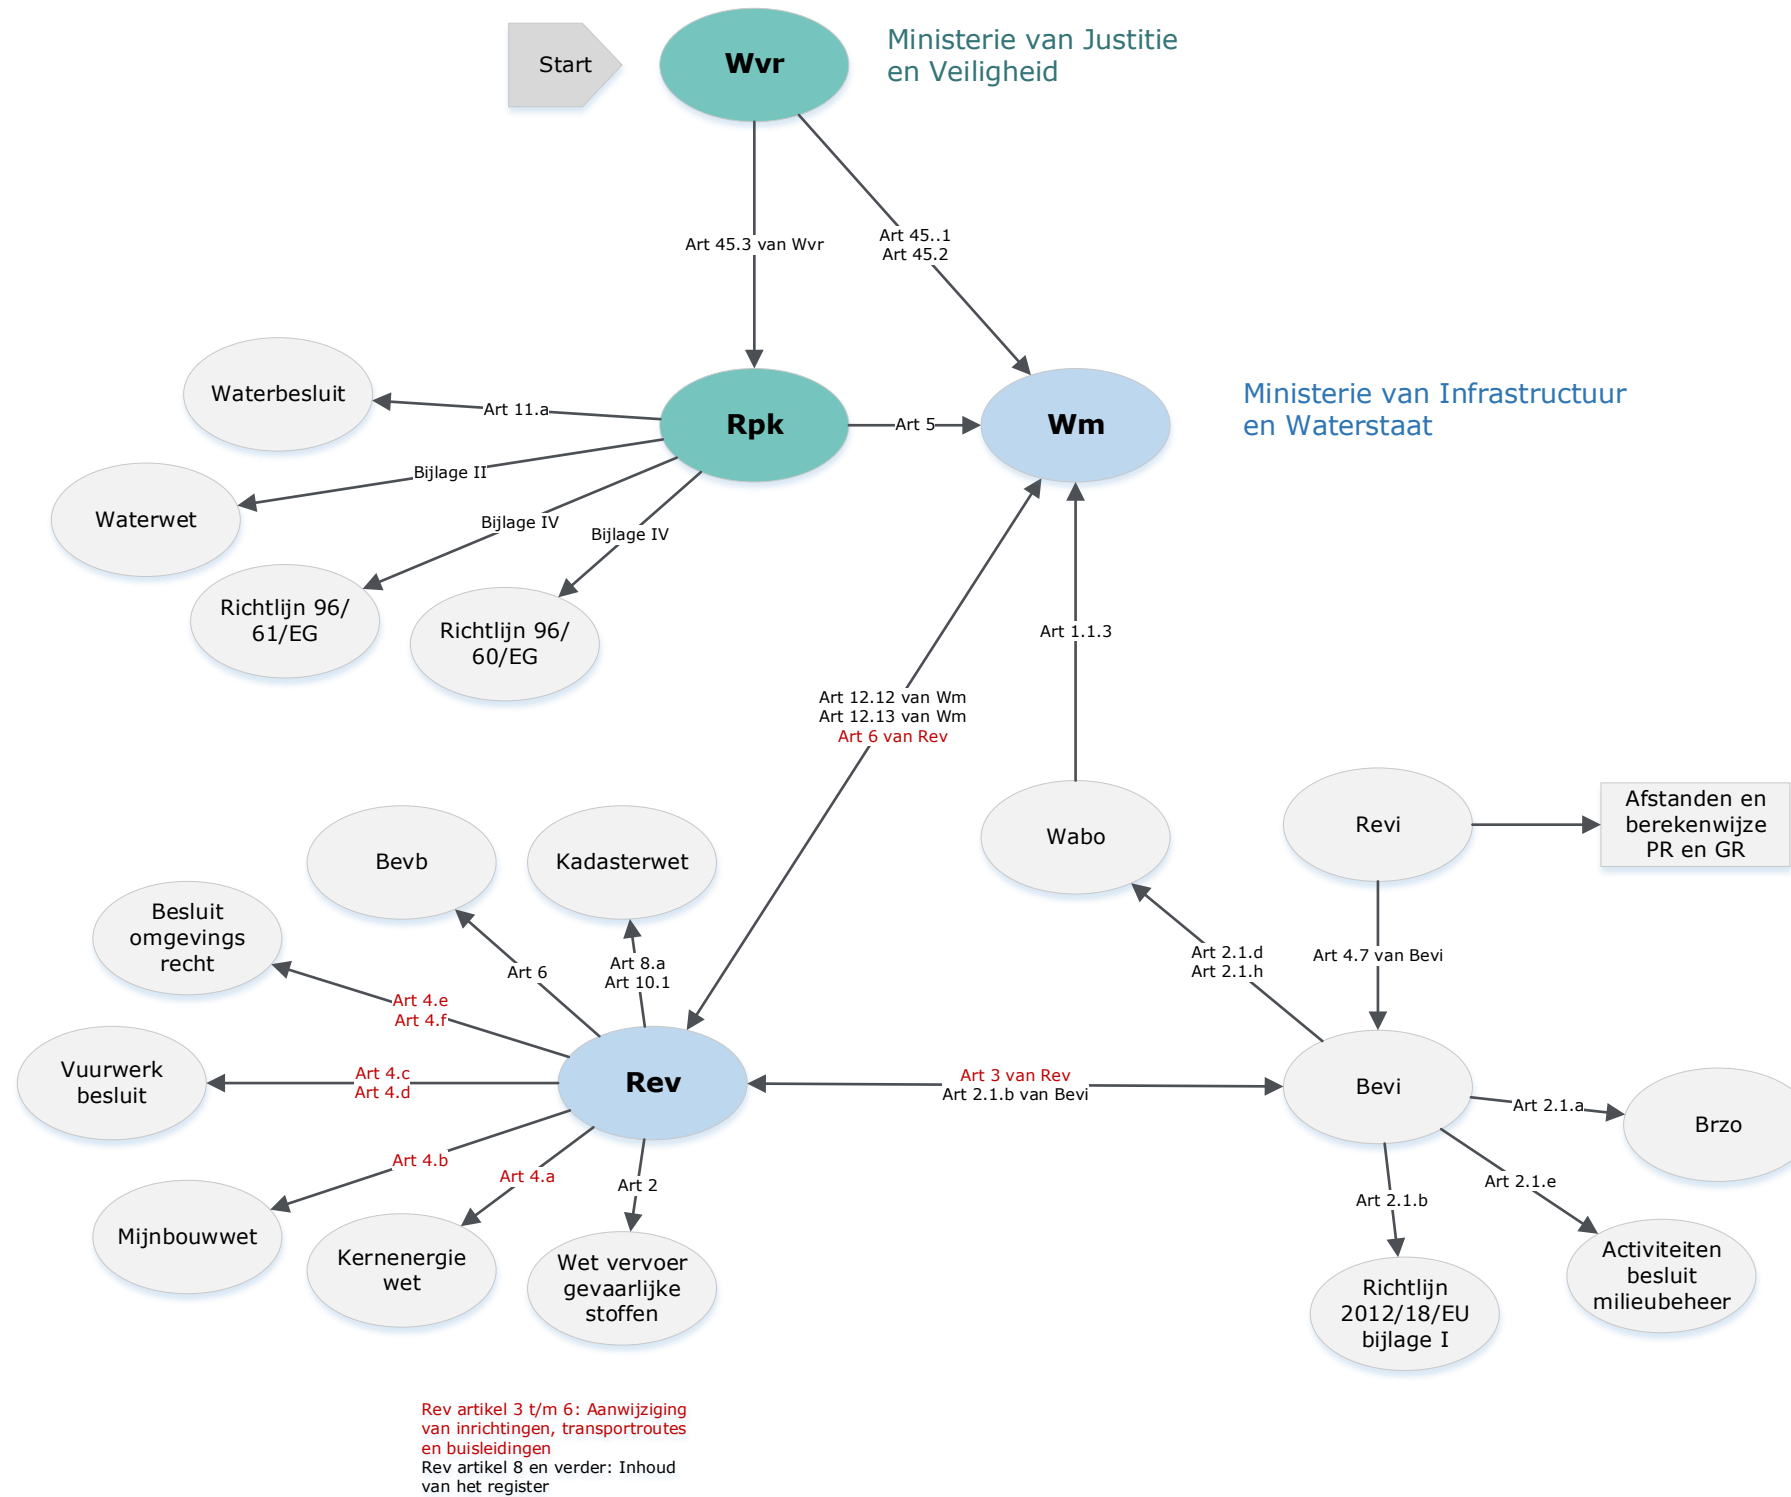 Start
Wvr
Ministerie van Justitie
en Veiligheid
Art 45.3 van Wvr
Art 45..1
Art 45.2
Waterbesluit
Art 11.a
Rpk
Art 5
Wm
Ministerie van Infrastructuur
en Waterstaat
Bijlage II
Waterwet
Bijlage IV
Bijlage IV
Richtlijn 96/
61/EG
Richtlijn 96/
60/EG
Art 1.1.3
Art 12.12 van Wm
Art 12.13 van Wm
Art 6 van Rev
Wabo
Revi
Afstanden en
berekenwijze
PR en GR
Bevb
Kadasterwet
Besluit
omgevings
recht
Art 6
Art 8.a
Art 10.1
Art 2.1.d
Art 2.1.h
Art 4.7 van Bevi
Art 4.e
Art 4.f
Vuurwerk
besluit
Art 4.c
Art 4.d
Rev
Art 3 van Rev
Art 2.1.b van Bevi
Bevi
Art 2.1.a
Brzo
Art 4.b
Art 4.a
Art 2
Art 2.1.b
Art 2.1.e
Mijnbouwwet
Kernenergie
wet
Wet vervoer
gevaarlijke
stoffen
Richtlijn
2012/18/EU
bijlage I
Activiteiten
besluit
milieubeheer
Rev artikel 3 t/m 6: Aanwijziging
van inrichtingen, transportroutes
en buisleidingen
Rev artikel 8 en verder: Inhoud
van het register